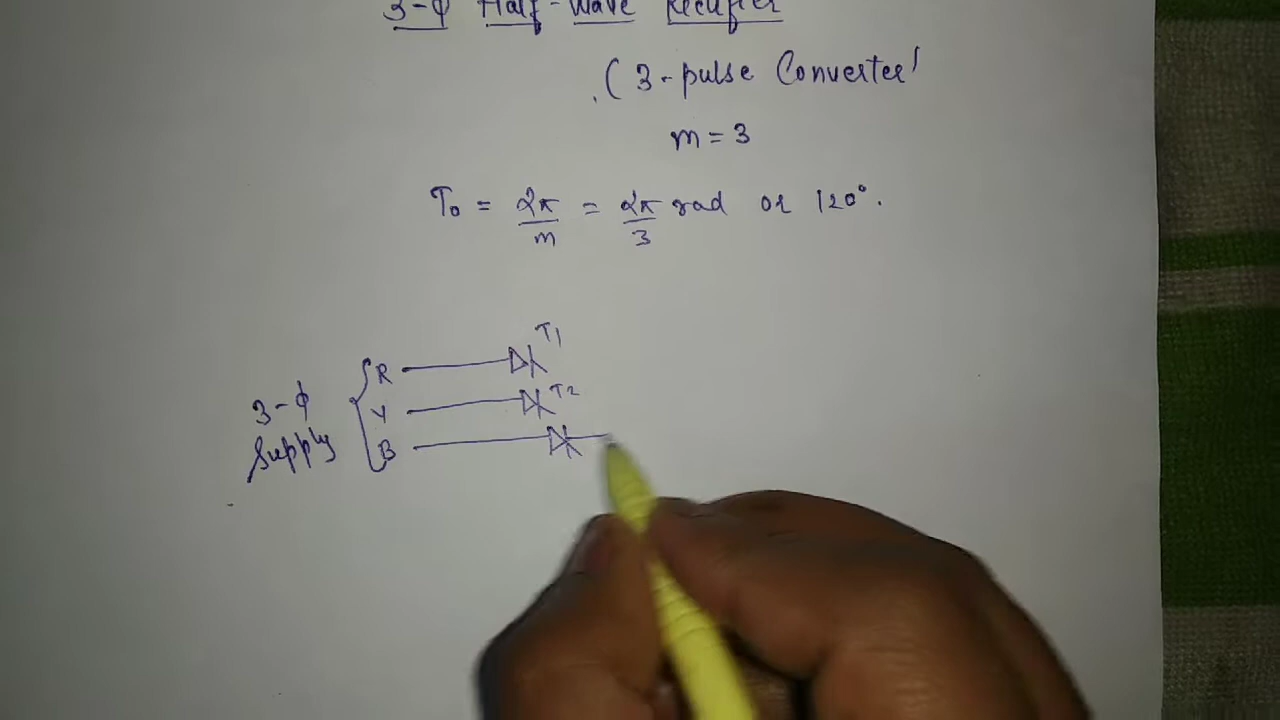 3-φ Half-Wave Rectifier
(3-pulse Converter)
m = 3
T₀ = 2π/m = 2π/3 rad or 120°.
T1
R
3-φ
T2
Y
Supply
B